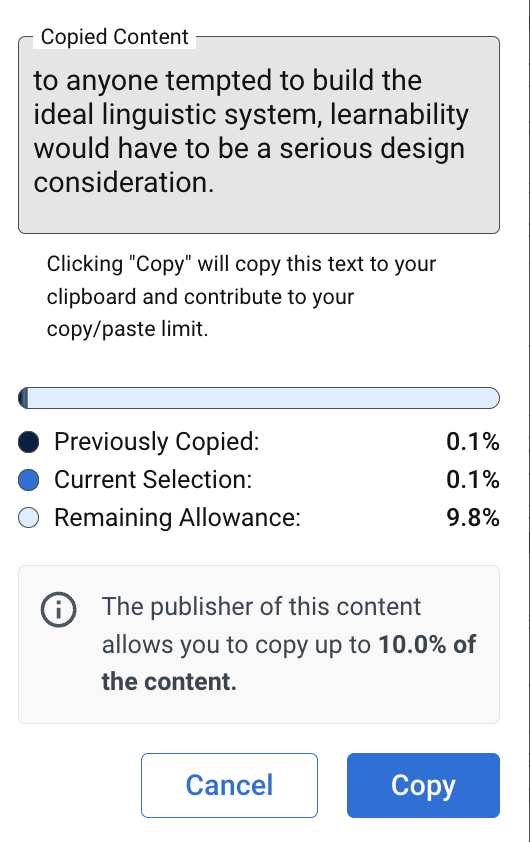 Copied Content
to anyone tempted to build the
ideal linguistic system, learnability
would have to be a serious design
consideration.
Clicking "Copy" will copy this text to your
clipboard and contribute to your
copy/paste limit.
Previously Copied: 0.1%
Current Selection: 0.1%
Remaining Allowance: 9.8%
The publisher of this content
allows you to copy up to 10.0% of
the content.
Cancel Copy